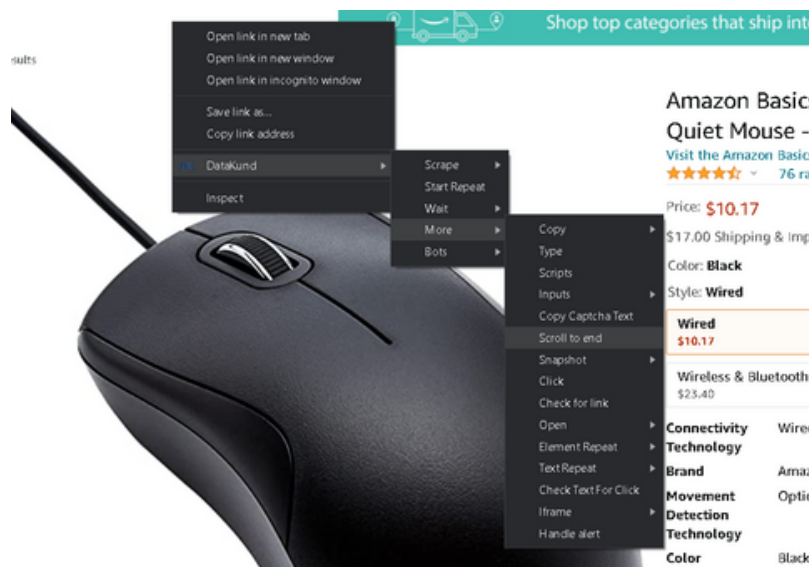 Shop top categories that ship int
sults
Open link in new tab
Open link in new window
Open link in incognito window
Save link as...
Copy link address
DataKund
Inspect
Scrape
Start Repeat
Wait
More
Bots
Copy
Type
Scripts
Inputs
Copy Captcha Text
Scroll to end
Snapshot
Click
Check for link
Open
Element Repeat
Text Repeat
Check Text For Click
Iframe
Handle alert
Amazon Basics
Quiet Mouse -
Visit the Amazon Basic
76 ra
Price: $10.17
$17.00 Shipping & Imp
Color: Black
Style: Wired
Wired
$10.17
Wireless & Bluetooth
$23.40
Connectivity Wired
Technology
Brand Amaz
Movement Optic
Detection
Technology
Color Black